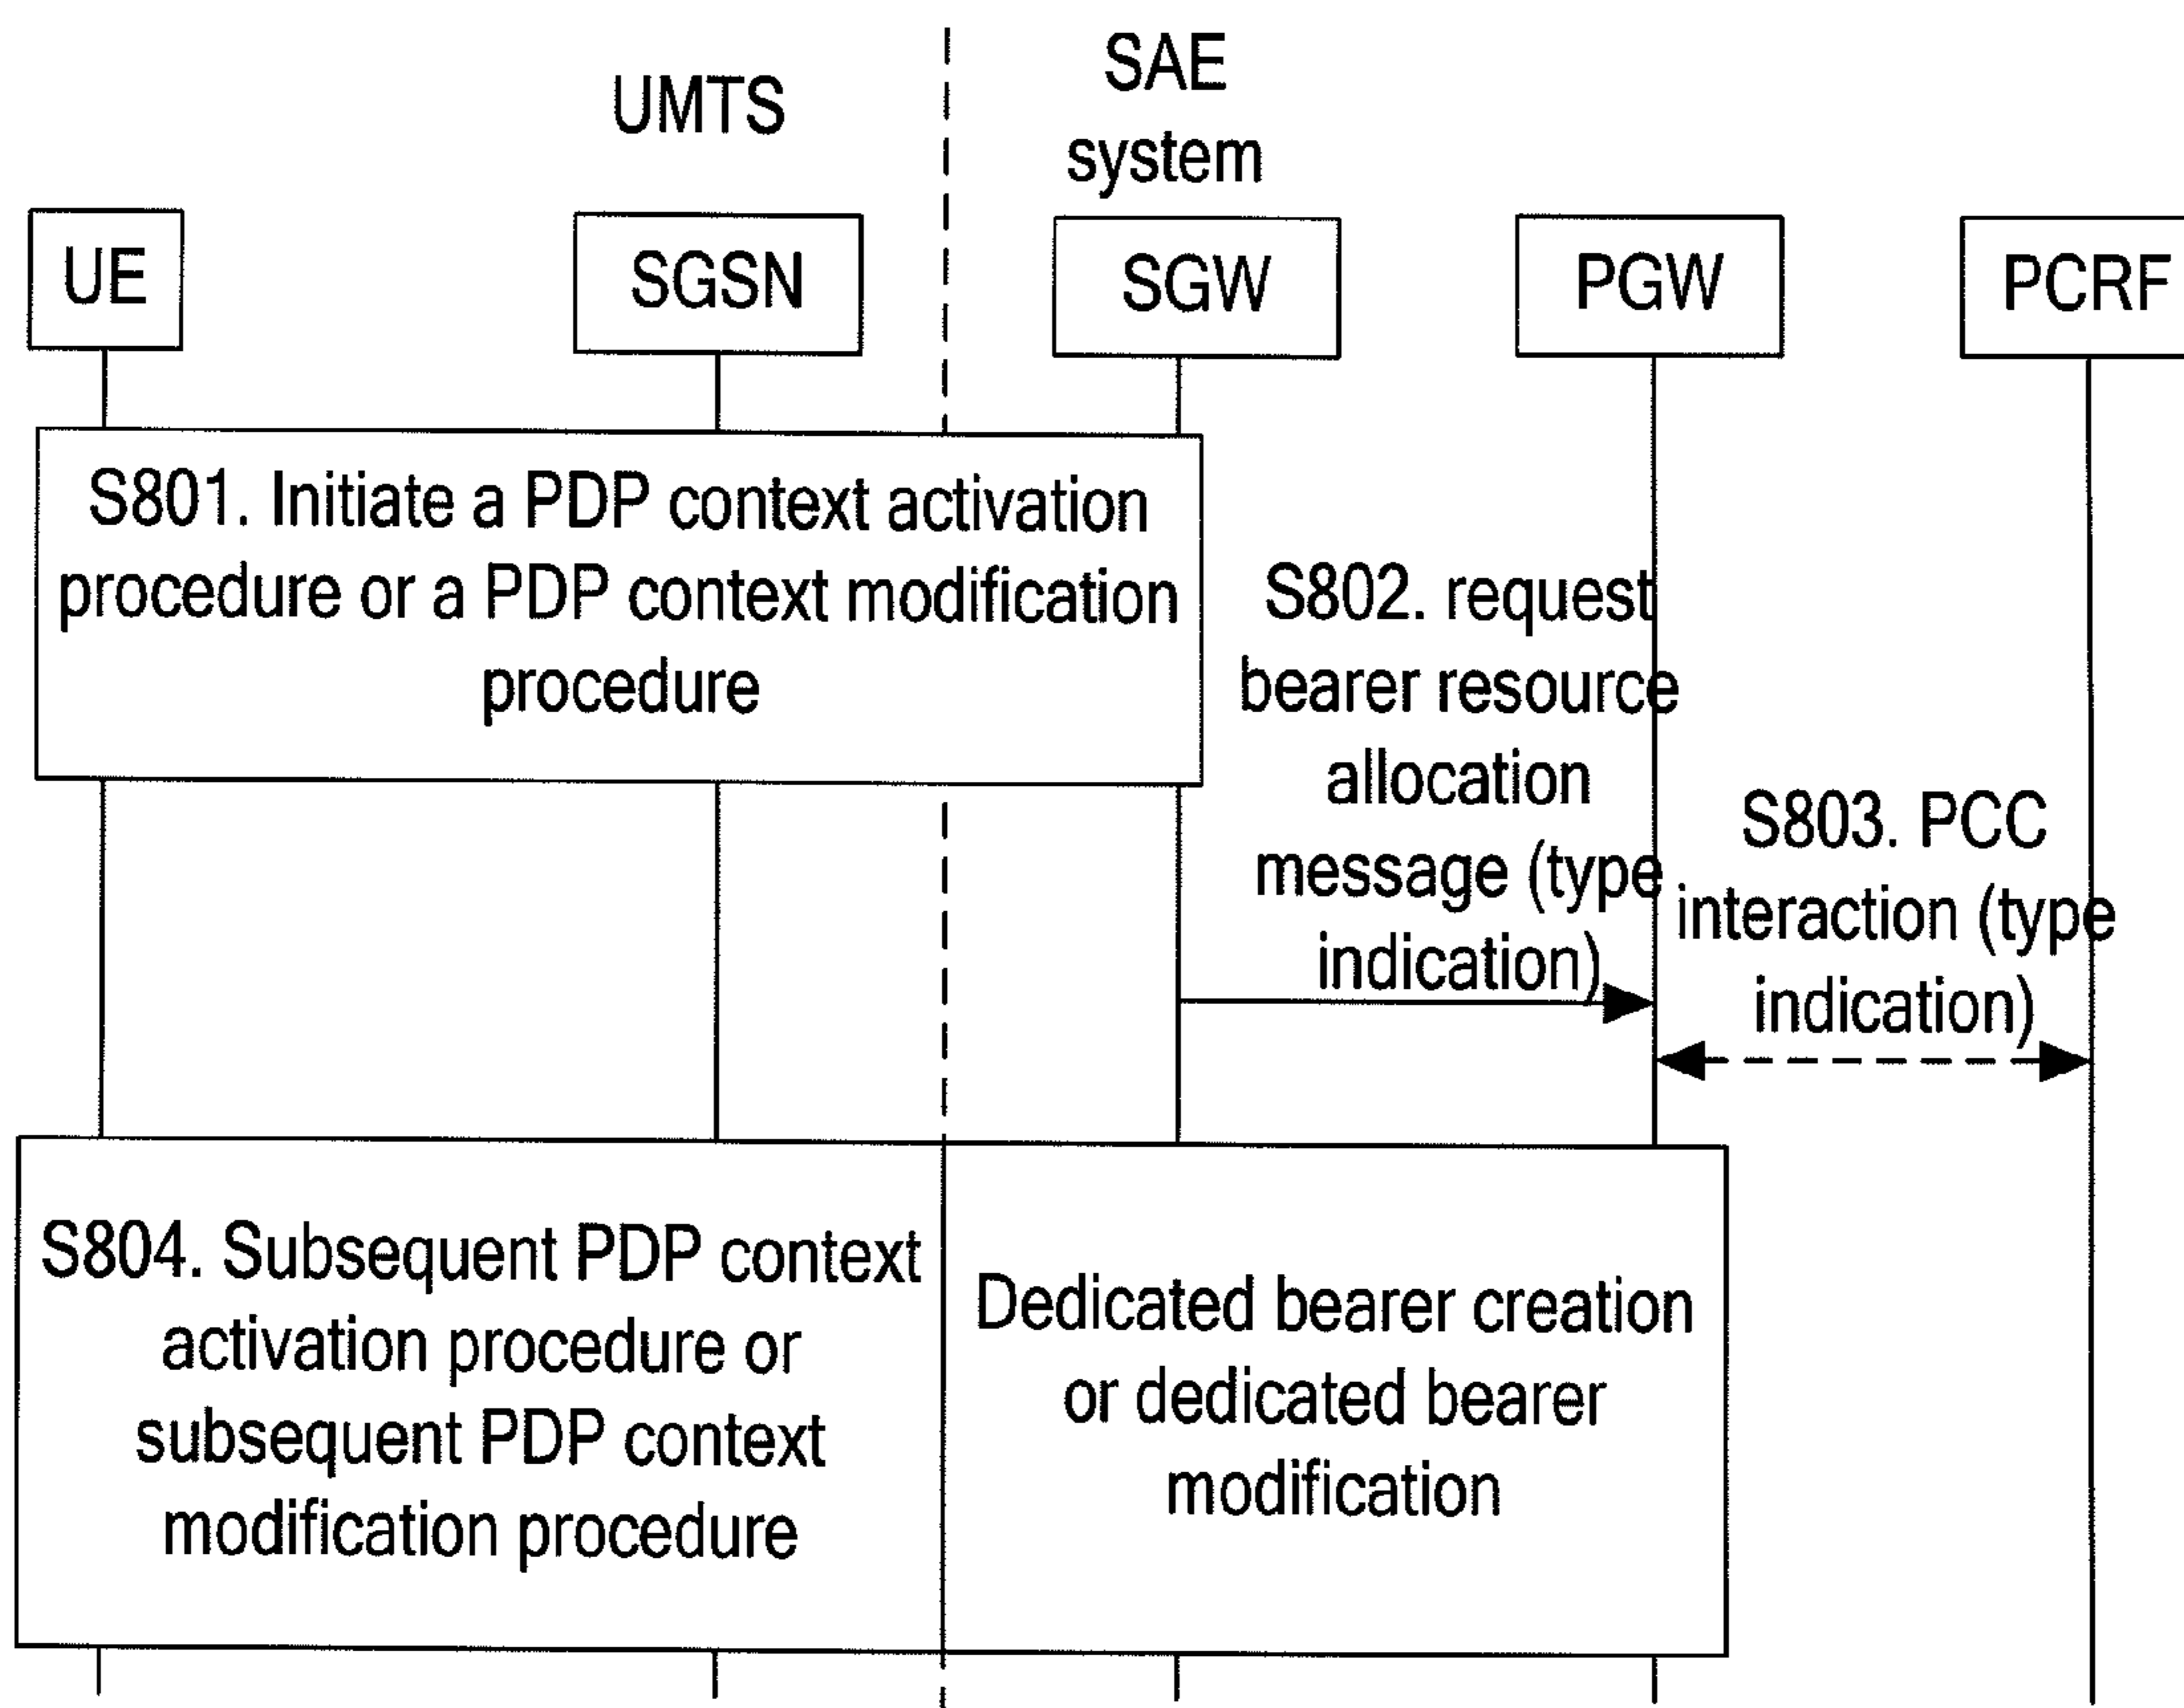 UMTS
SAE
system
UE
SGSN
SGW
PGW
PCRF
S801. Initiate a PDP context activation
procedure or a PDP context modification
procedure
S802. request
bearer resource
allocation
message (type
indication)
S803. PCC
interaction (type
indication)
S804. Subsequent PDP context
activation procedure or
subsequent PDP context
modification procedure
Dedicated bearer creation
or dedicated bearer
modification